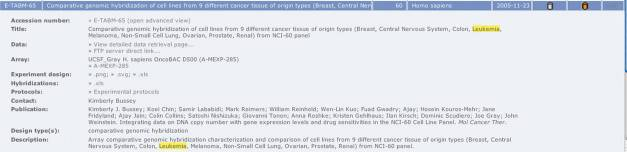 E-TABM-65 Comparative genomic hybridization of cell lines from 9 different cancer tissue of origin types (Breast, Central Ner 60 Homo sapiens 2005-11-23
Accession number: » E-TABM-65 (open advanced view)
Title: Comparative genomic hybridization of cell lines from 9 different cancer tissue of origin types (Breast, Central Nervous System, Colon, Leukemia,
Melanoma, Non-Small Cell Lung, Ovarian, Prostate, Renal) from NCI-60 panel
Data: » View detailed data retrieval page...
» FTP server direct link...
Array: UCSF_Gray H. sapiens OncoBAC DS00 (A-MEXP-285)
» A-MEXP-285
Experiment design: » .png; » .svg; » .xls
Hybridizations: » .xls
Protocols: » Experimental protocols
Contact: Kimberly Bussey
Publication: Kimberly J. Bussey; Koei Chin; Samir Lababidi; Mark Reimers; William Reinhold; Wen-Lin Kuo; Fuad Gwadry; Ajay; Hosein Kouros-Mehr; Jane
Fridlyand; Ajay Jain; Colin Collins; Satoshi Nishizuka; Giovanni Tonon; Anna Roschke; Kristen Gehlhaus; Ilan Kirsch; Dominic Scudiero; Joe Gray; John
Weinstein. Integrating data on DNA copy number with gene expression levels and drug sensitivities in the NCI-60 Cell Line Panel. Mol Cancer Ther.
Design type(s): comparative genomic hybridization
Description: Array comparative genomic hybridization characterization and comparison of cell lines from 9 different cancer tissue of origin types (Breast, Central
Nervous System, Colon, Leukemia, Melanoma, Non-Small Cell Lung, Ovarian, Prostate, Renal) from NCI-60 panel.